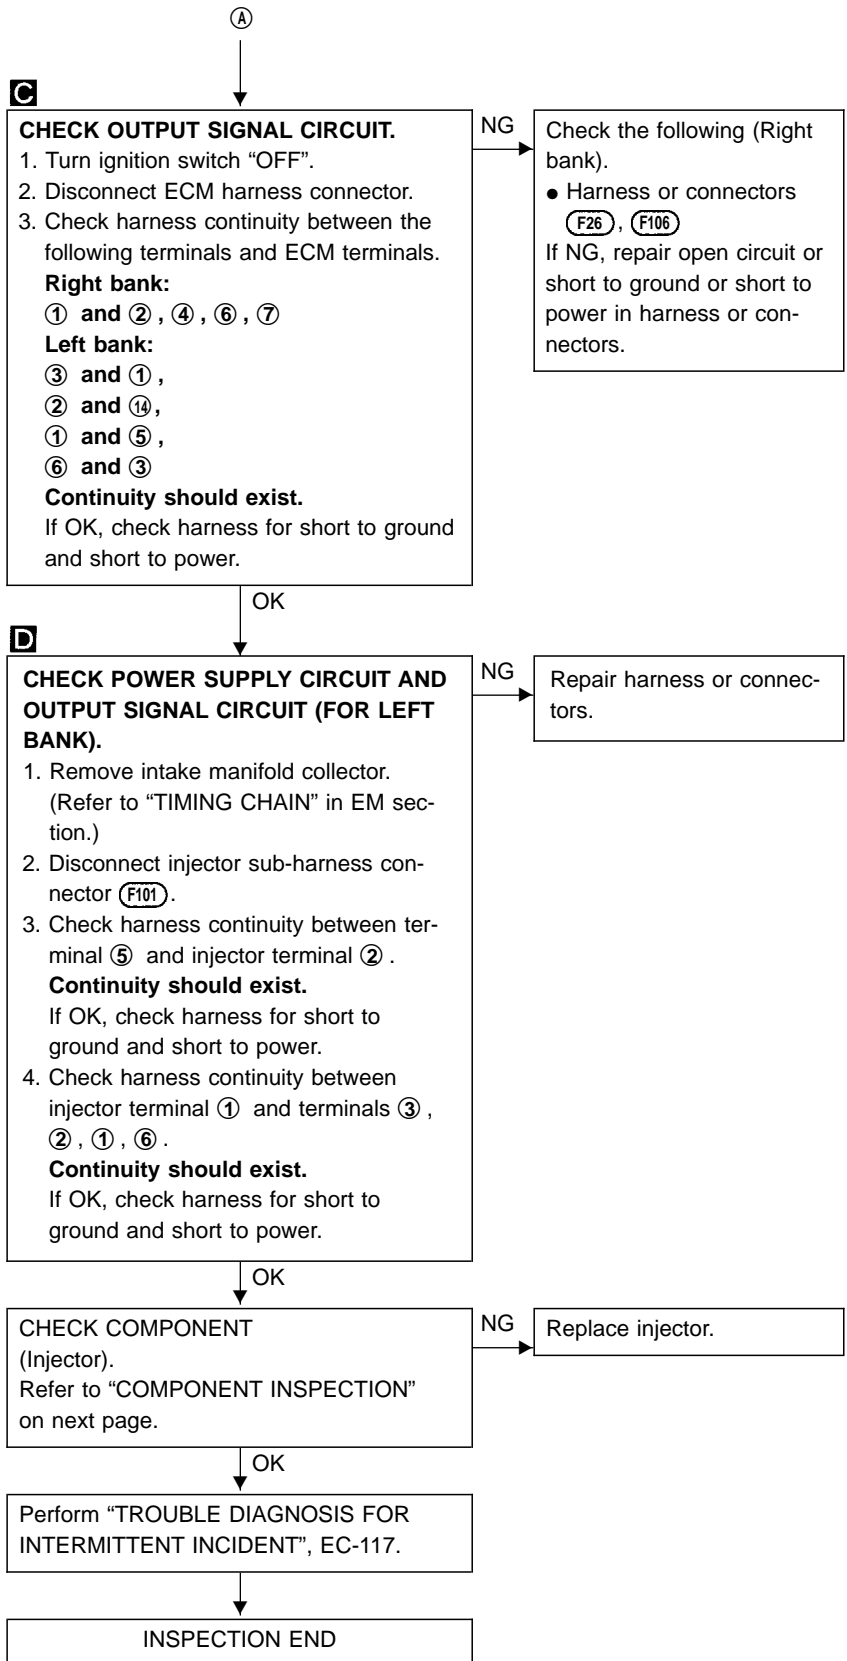 Ⓐ
C
CHECK OUTPUT SIGNAL CIRCUIT.
1. Turn ignition switch “OFF”.
2. Disconnect ECM harness connector.
3. Check harness continuity between the
following terminals and ECM terminals.
Right bank:
① and ②, ④, ⑥, ⑦
Left bank:
③ and ①,
② and ⑭,
① and ⑤,
⑥ and ③
Continuity should exist.
If OK, check harness for short to ground
and short to power.
NG
Check the following (Right
bank).
● Harness or connectors
F26, F106
If NG, repair open circuit or
short to ground or short to
power in harness or con-
nectors.
OK
D
CHECK POWER SUPPLY CIRCUIT AND
OUTPUT SIGNAL CIRCUIT (FOR LEFT
BANK).
1. Remove intake manifold collector.
(Refer to “TIMING CHAIN” in EM sec-
tion.)
2. Disconnect injector sub-harness con-
nector F101.
3. Check harness continuity between ter-
minal ⑤ and injector terminal ②.
Continuity should exist.
If OK, check harness for short to
ground and short to power.
4. Check harness continuity between
injector terminal ① and terminals ③,
②, ①, ⑥.
Continuity should exist.
If OK, check harness for short to
ground and short to power.
NG
Repair harness or connec-
tors.
OK
CHECK COMPONENT
(Injector).
Refer to “COMPONENT INSPECTION”
on next page.
NG
Replace injector.
OK
Perform “TROUBLE DIAGNOSIS FOR
INTERMITTENT INCIDENT”, EC-117.
INSPECTION END